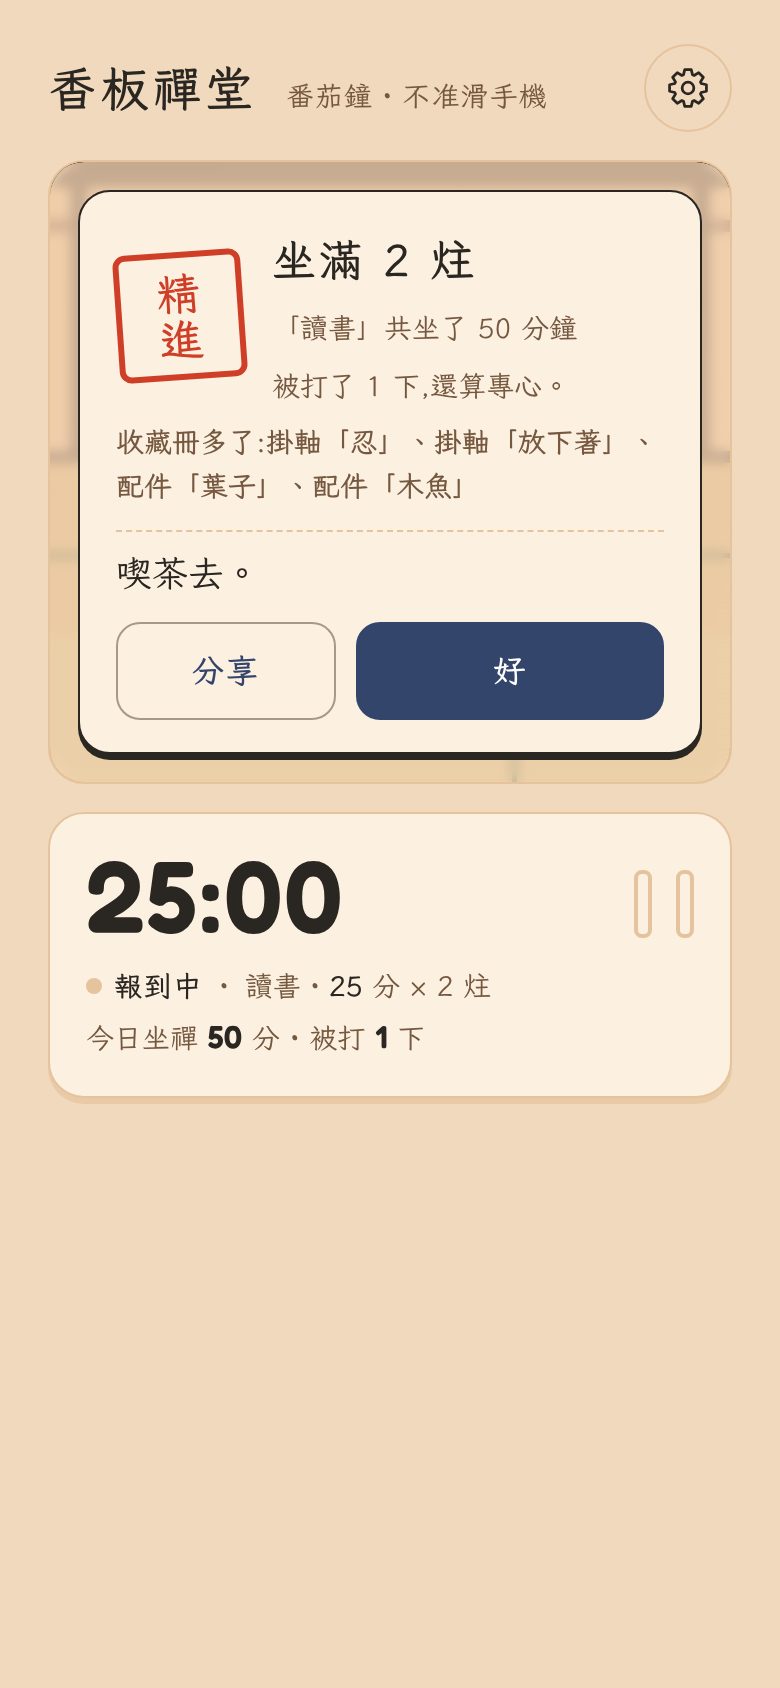 香板禪堂 番茄鐘・不准滑手機
精進
坐滿 2 炷
「讀書」共坐了 50 分鐘
被打了 1 下,還算專心。
收藏冊多了:掛軸「忍」、掛軸「放下著」、
配件「葉子」、配件「木魚」
喫茶去。
分享 好
25:00
報到中 ・ 讀書・25 分 × 2 炷
今日坐禪 50 分・被打 1 下